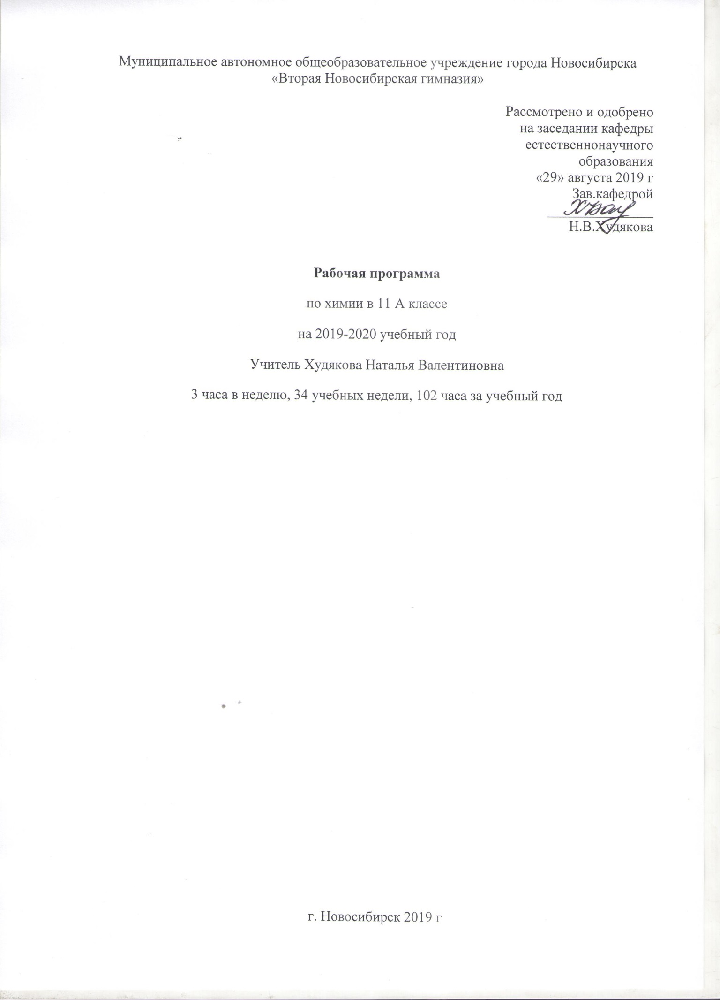 Муниципальное автономное общеобразовательное учреждение города Новосибирска
«Вторая Новосибирская гимназия»
Рассмотрено и одобрено
на заседании кафедры
естественнонаучного
образования
«29» августа 2019 г
Зав.кафедрой
Н.В.Худякова
Рабочая программа
по химии в 11 А классе
на 2019-2020 учебный год
Учитель Худякова Наталья Валентиновна
3 часа в неделю, 34 учебных недели, 102 часа за учебный год
г. Новосибирск 2019 г